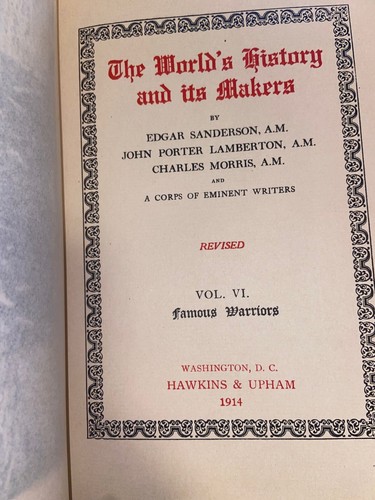 The World's History
and its Makers
BY
EDGAR SANDERSON, A.M.
JOHN PORTER LAMBERTON, A.M.
CHARLES MORRIS, A.M.
AND
A CORPS OF EMINENT WRITERS
REVISED
VOL. VI.
Famous Warriors
WASHINGTON, D. C.
HAWKINS & UPHAM
1914